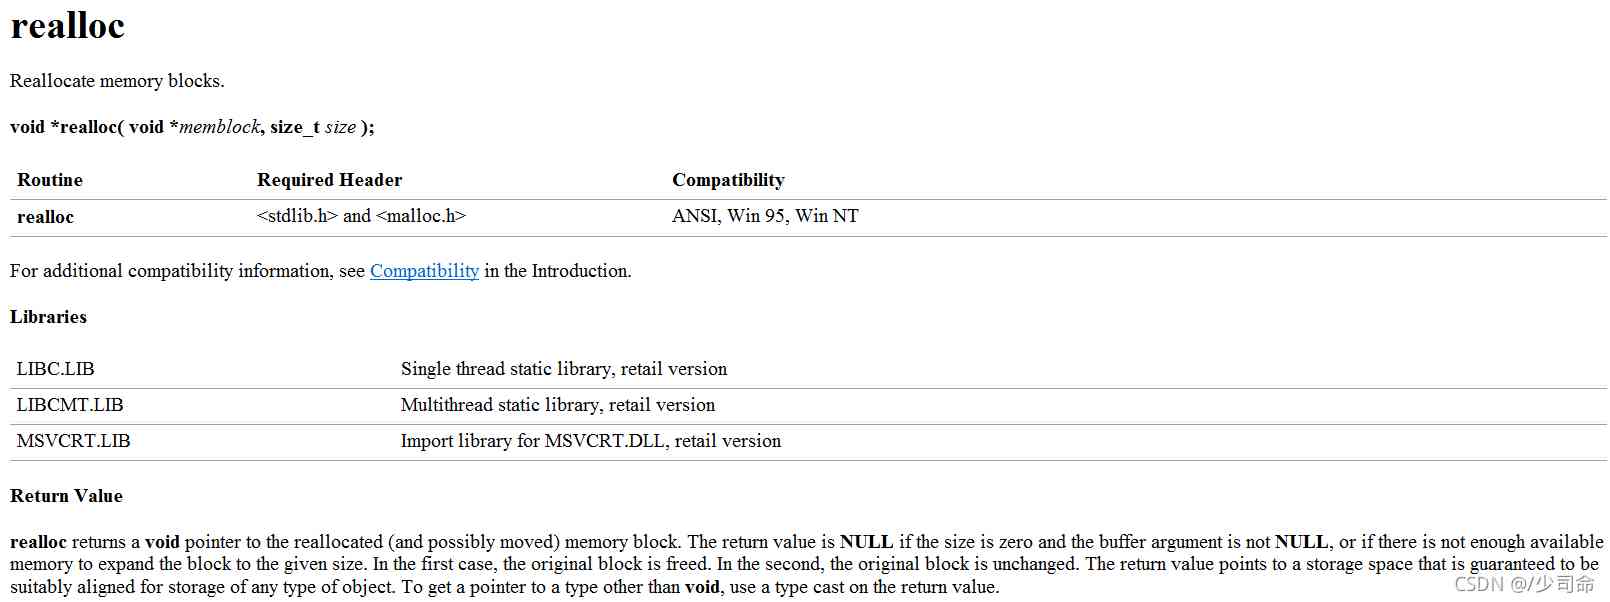 realloc
Reallocate memory blocks.
void *realloc( void *memblock, size_t size );
Routine Required Header Compatibility
realloc <stdlib.h> and <malloc.h> ANSI, Win 95, Win NT
For additional compatibility information, see Compatibility in the Introduction.
Libraries
LIBC.LIB Single thread static library, retail version
LIBCMT.LIB Multithread static library, retail version
MSVCRT.LIB Import library for MSVCRT.DLL, retail version
Return Value
realloc returns a void pointer to the reallocated (and possibly moved) memory block. The return value is NULL if the size is zero and the buffer argument is not NULL, or if there is not enough available
memory to expand the block to the given size. In the first case, the original block is freed. In the second, the original block is unchanged. The return value points to a storage space that is guaranteed to be
suitably aligned for storage of any type of object. To get a pointer to a type other than void, use a type cast on the return value.
CSDN @/少司命